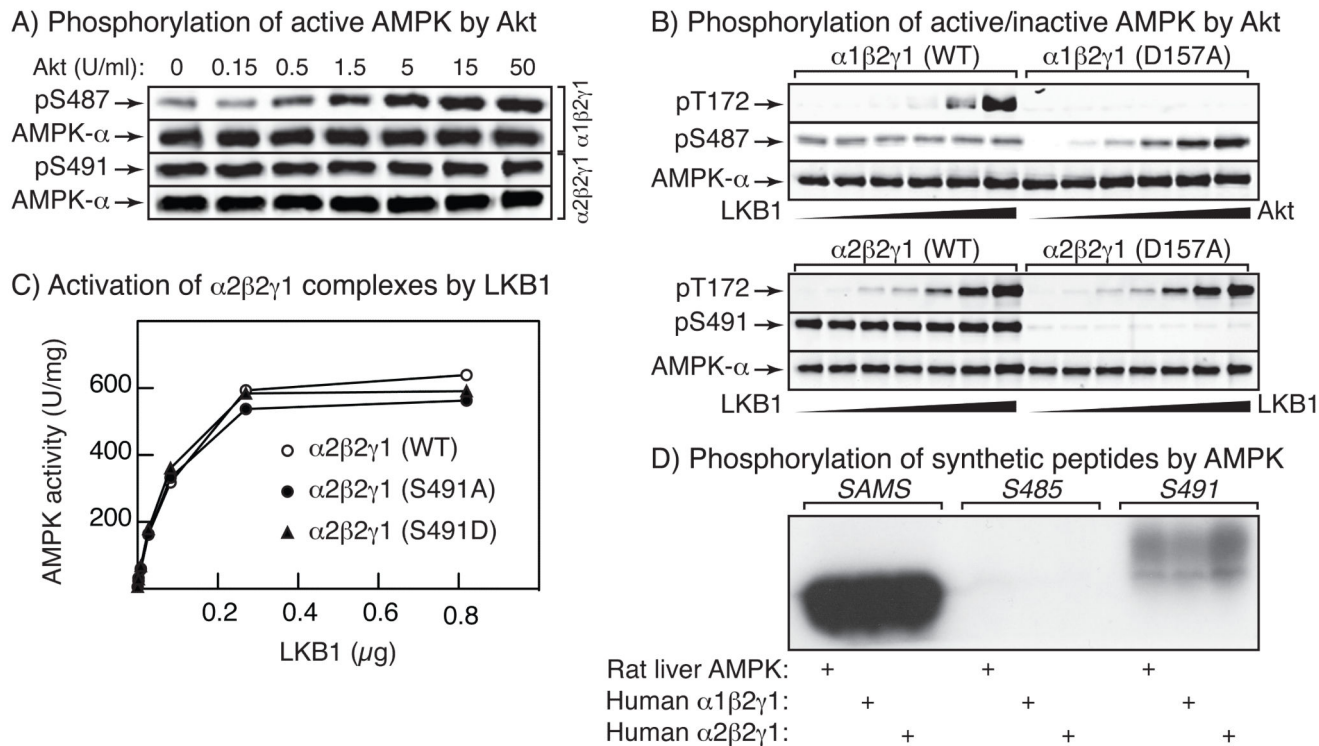 A) Phosphorylation of active AMPK by Akt
Akt (U/ml): 0 0.15 0.5 1.5 5 15 50
pS487
AMPK-α
α1β2γ1
pS491
AMPK-α
α2β2γ1
B) Phosphorylation of active/inactive AMPK by Akt
α1β2γ1 (WT) α1β2γ1 (D157A)
pT172
pS487
AMPK-α
LKB1 Akt
α2β2γ1 (WT) α2β2γ1 (D157A)
pT172
pS491
AMPK-α
LKB1 LKB1
C) Activation of α2β2γ1 complexes by LKB1
AMPK activity (U/mg)
600
400
200
α2β2γ1 (WT)
α2β2γ1 (S491A)
α2β2γ1 (S491D)
0.2 0.4 0.6 0.8
LKB1 (µg)
D) Phosphorylation of synthetic peptides by AMPK
SAMS S485 S491
Rat liver AMPK: + + +
Human α1β2γ1: + + +
Human α2β2γ1: + + +